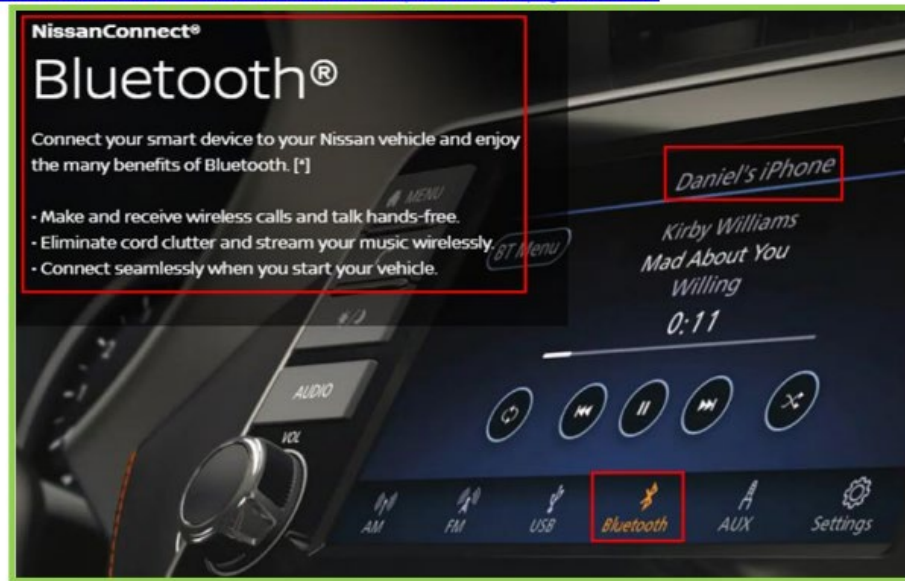 NissanConnect®
Bluetooth®
Connect your smart device to your Nissan vehicle and enjoy
the many benefits of Bluetooth. [*]
· Make and receive wireless calls and talk hands-free.
· Eliminate cord clutter and stream your music wirelessly.
· Connect seamlessly when you start your vehicle.
MENU
Daniel's iPhone
BT Menu
Kirby Williams
Mad About You
Willing
0:11
AUDIO
VOL
AM
FM
USB
Bluetooth
AUX
Settings